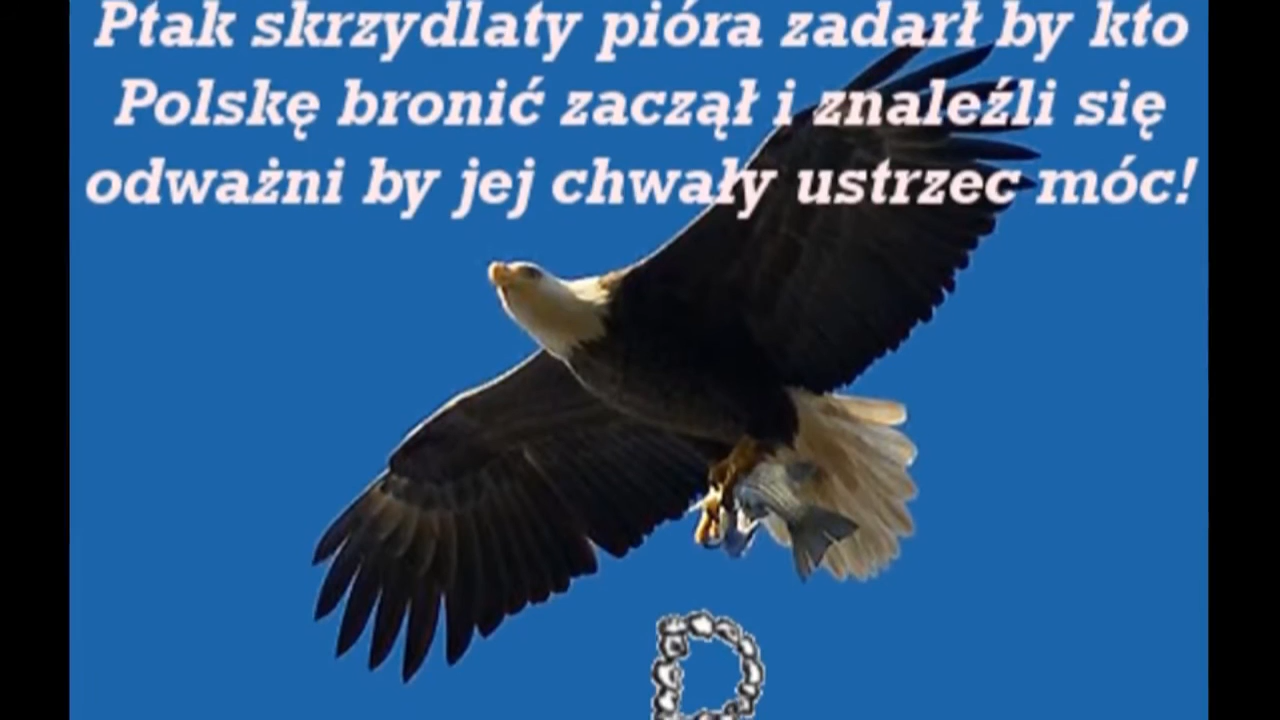 Ptak skrzydlaty pióra zadarł by kto
Polskę bronić zaczął i znaleźli się
odważni by jej chwały ustrzec móc!
D